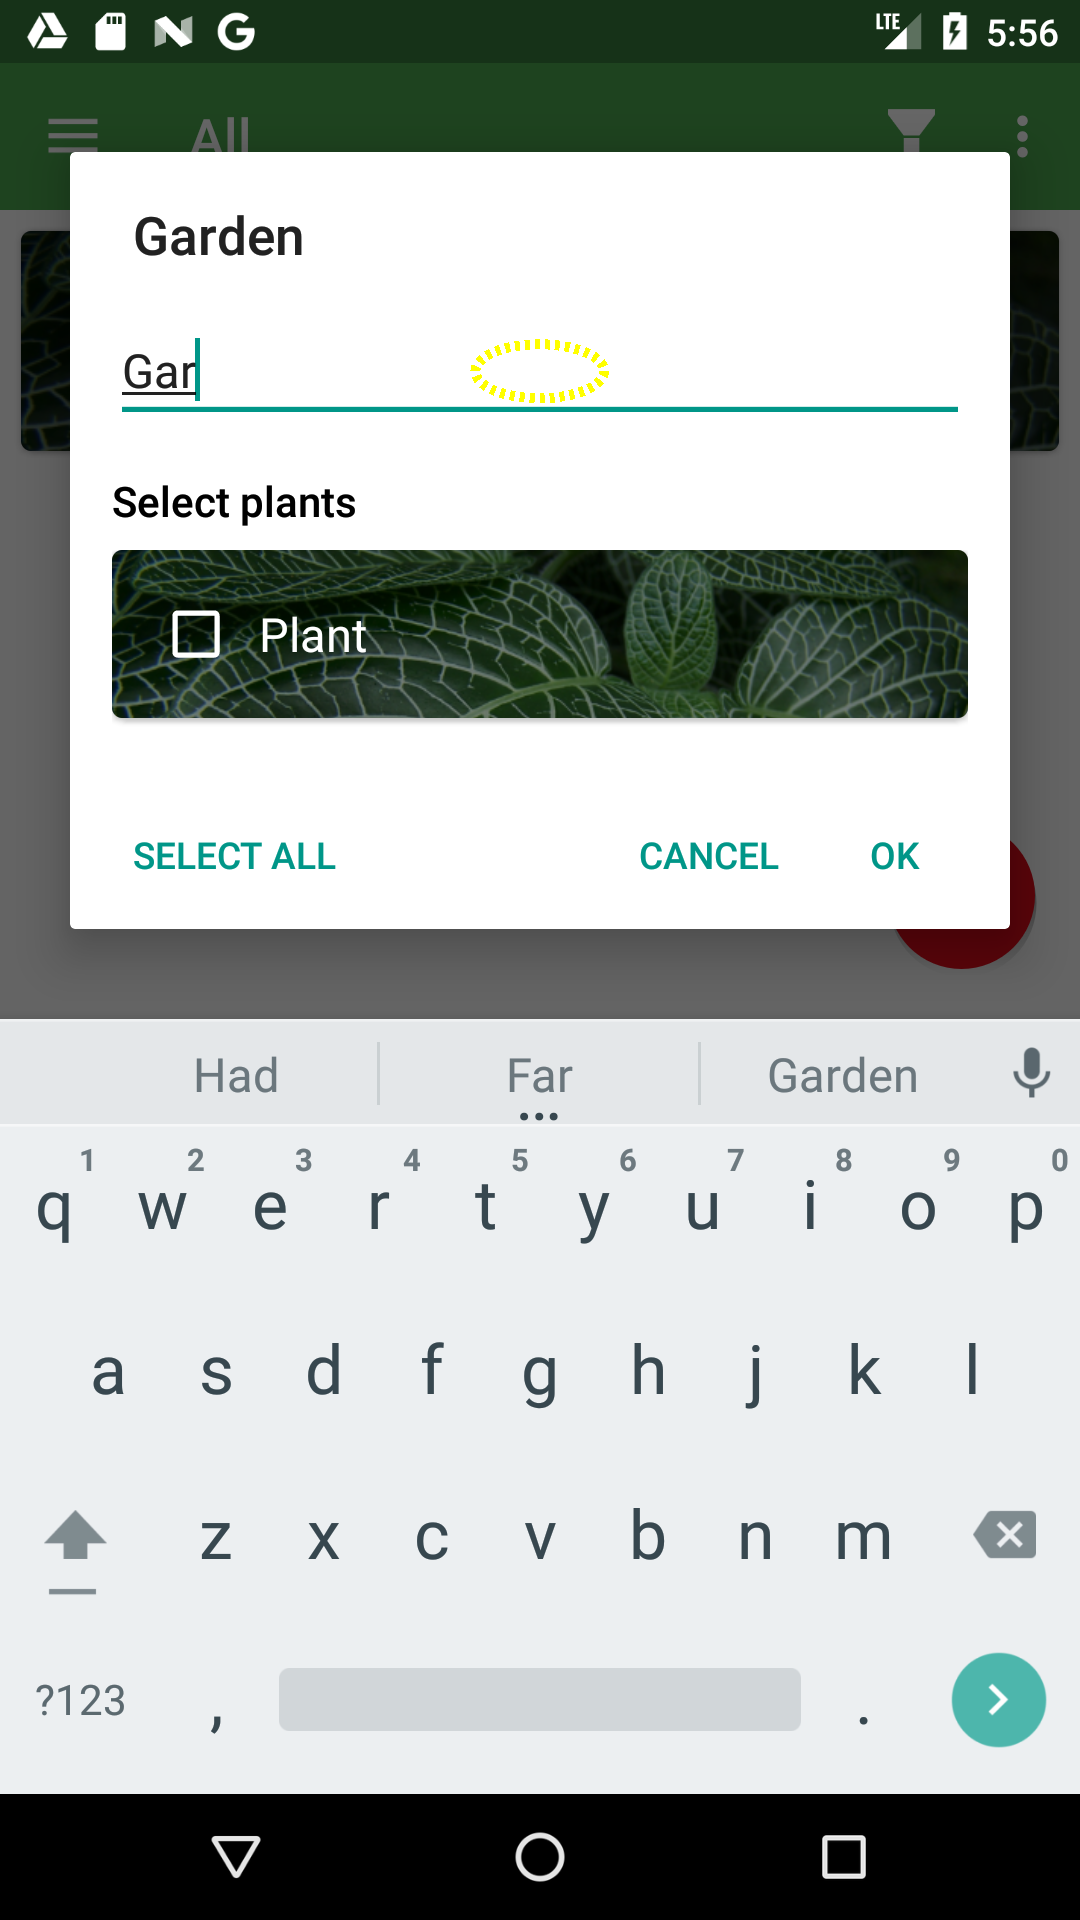 LTE 5:56
All
Garden
Gar
Select plants
Plant
SELECT ALL CANCEL OK
Had Far Garden
1 2 3 4 5 6 7 8 9 0
q w e r t y u i o p
a s d f g h j k l
z x c v b n m
?123 , .